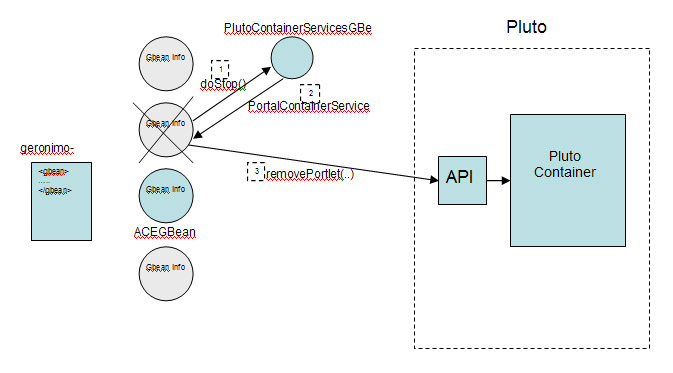 PlutoContainerServicesGBe
Pluto
Gbean Info
1
doStop()
2
PortalContainerService
Gbean Info
geronimo-
<gbean>
.....
</gbean>
3
removePortlet(..)
API
Pluto
Container
Gbean Info
ACEGBean
Gbean Info